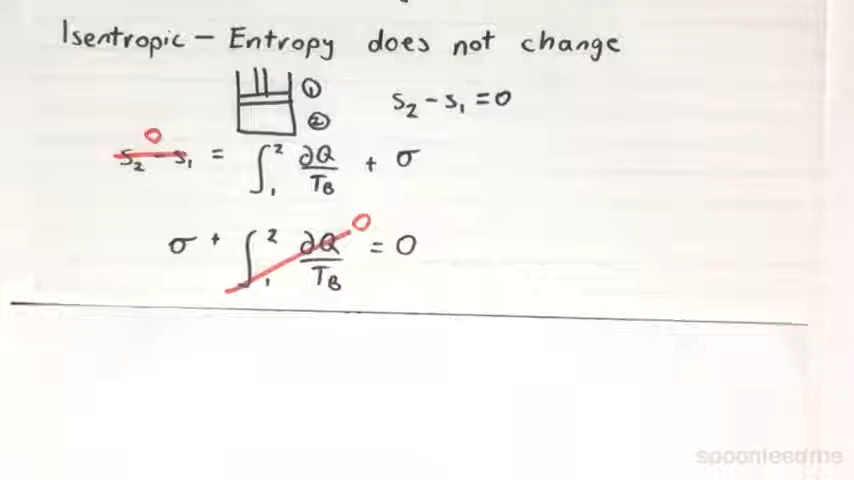 Isentropic - Entropy does not change
① s₂ - s₁ = 0
②
0
s₂ - s₁ = ∫₁² ∂Q/T_B + σ
0
σ + ∫₁² ∂Q/T_B = 0
spoonfeedme